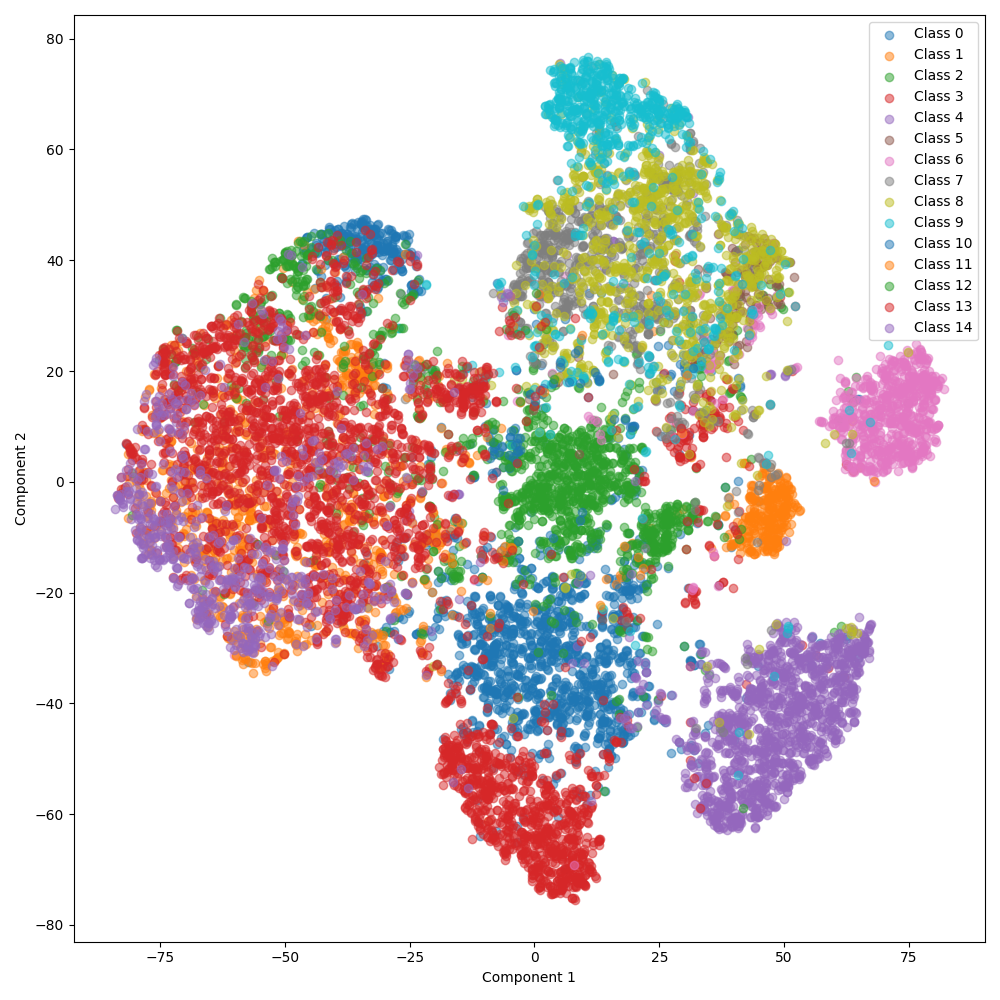 80
60
40
20
0
−20
−40
−60
−80
Component 2
−75
−50
−25
0
25
50
75
Component 1
Class 0
Class 1
Class 2
Class 3
Class 4
Class 5
Class 6
Class 7
Class 8
Class 9
Class 10
Class 11
Class 12
Class 13
Class 14